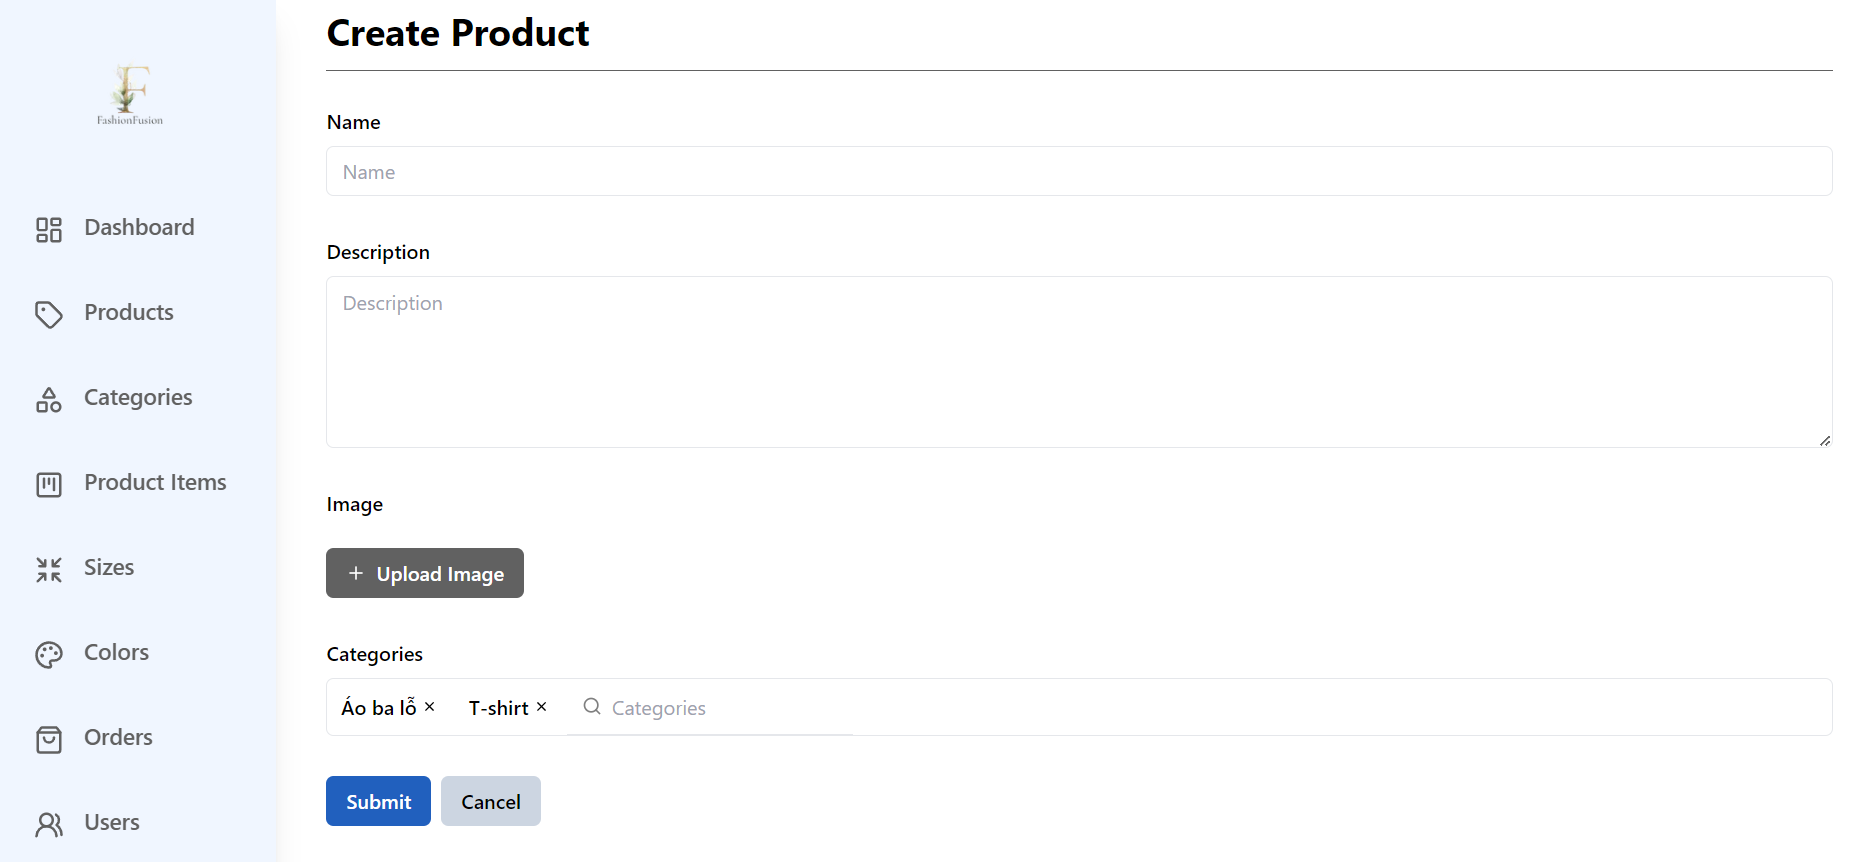 FashionFusion
Dashboard
Products
Categories
Product Items
Sizes
Colors
Orders
Users
Create Product
Name
Name
Description
Description
Image
+ Upload Image
Categories
Áo ba lỗ × T-shirt × Categories
Submit Cancel